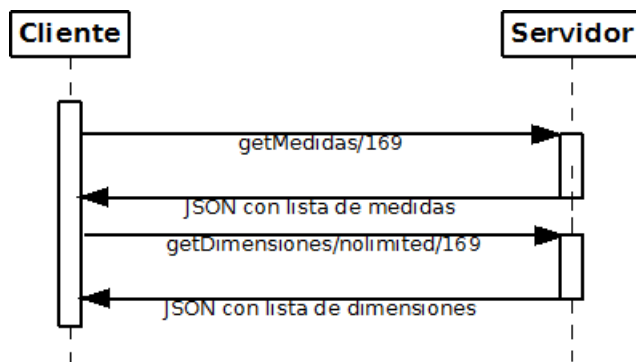 Cliente
Servidor
getMedidas/169
JSON con lista de medidas
getDimensiones/nolimited/169
JSON con lista de dimensiones